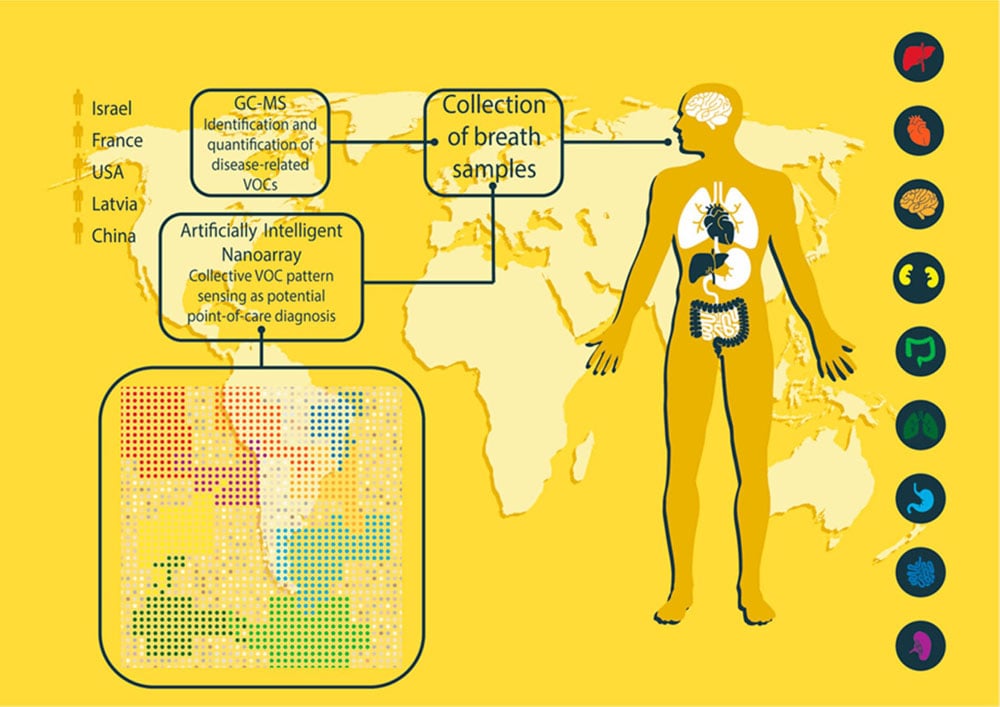 Israel
France
USA
Latvia
China
GC-MS
Identification and
quantification of
disease-related
VOCs
Artificially Intelligent
Nanoarray
Collective VOC pattern
sensing as potential
point-of-care diagnosis
Collection
of breath
samples